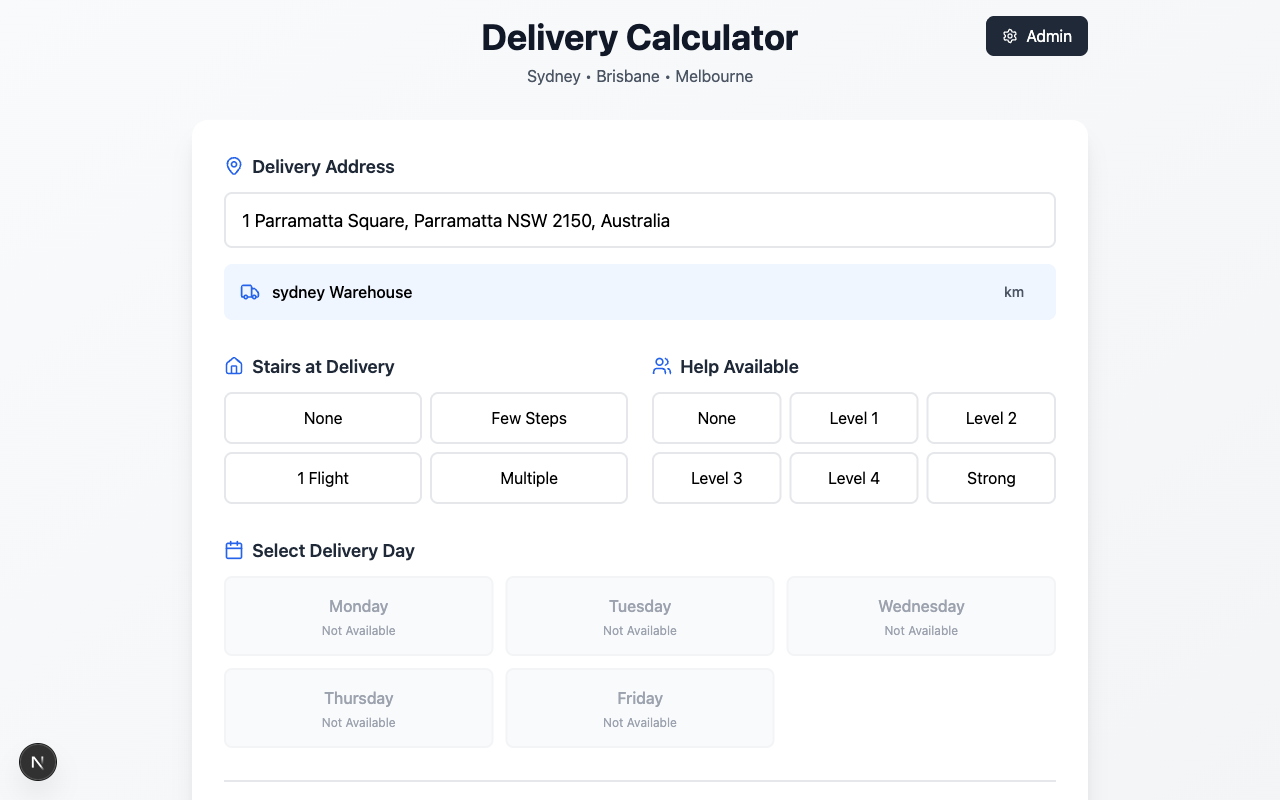 Delivery Calculator
Admin
Sydney • Brisbane • Melbourne
Delivery Address
1 Parramatta Square, Parramatta NSW 2150, Australia
sydney Warehouse
km
Stairs at Delivery
Help Available
None
Few Steps
None
Level 1
Level 2
1 Flight
Multiple
Level 3
Level 4
Strong
Select Delivery Day
Monday
Not Available
Tuesday
Not Available
Wednesday
Not Available
Thursday
Not Available
Friday
Not Available
N